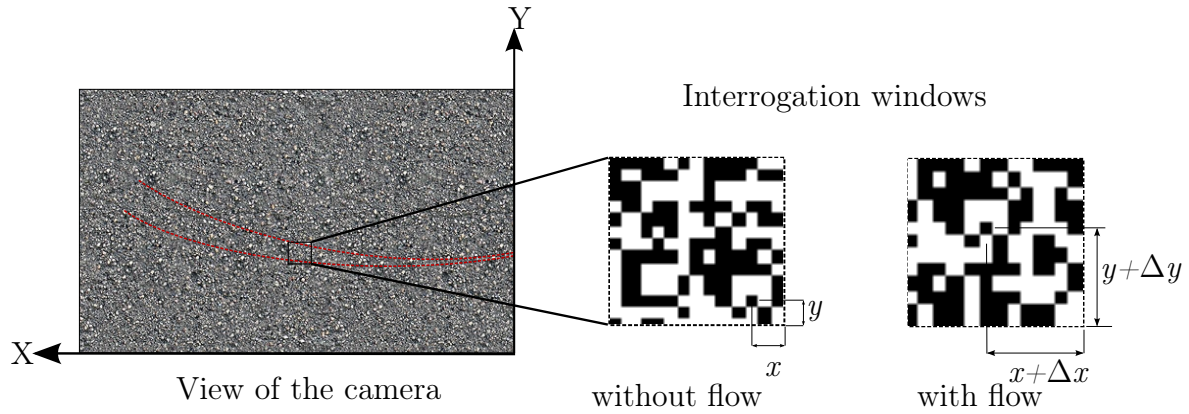 Y
X
View of the camera
Interrogation windows
y
x
without flow
y+Δy
x+Δx
with flow